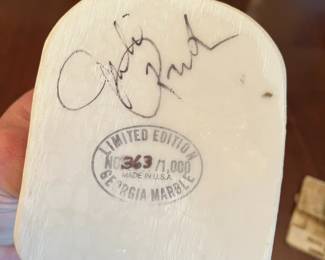 LIMITED EDITION
NO 363 /1,000
MADE IN U.S.A.
GEORGIA MARBLE